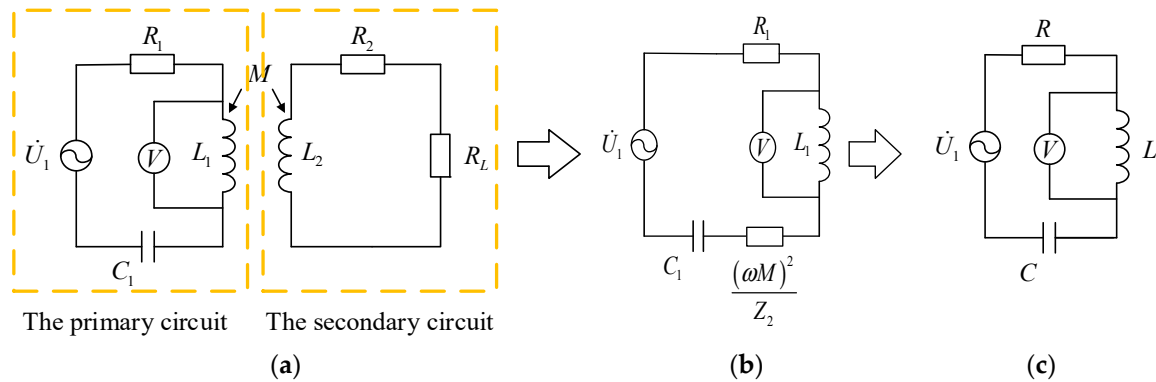 R₁
R₂
M
U̇₁
V
L₁
L₂
R_L
C₁
The primary circuit
The secondary circuit
(a)
R₁
U̇₁
V
L₁
C₁
(ωM)²
Z₂
(b)
R
U̇₁
V
L
C
(c)